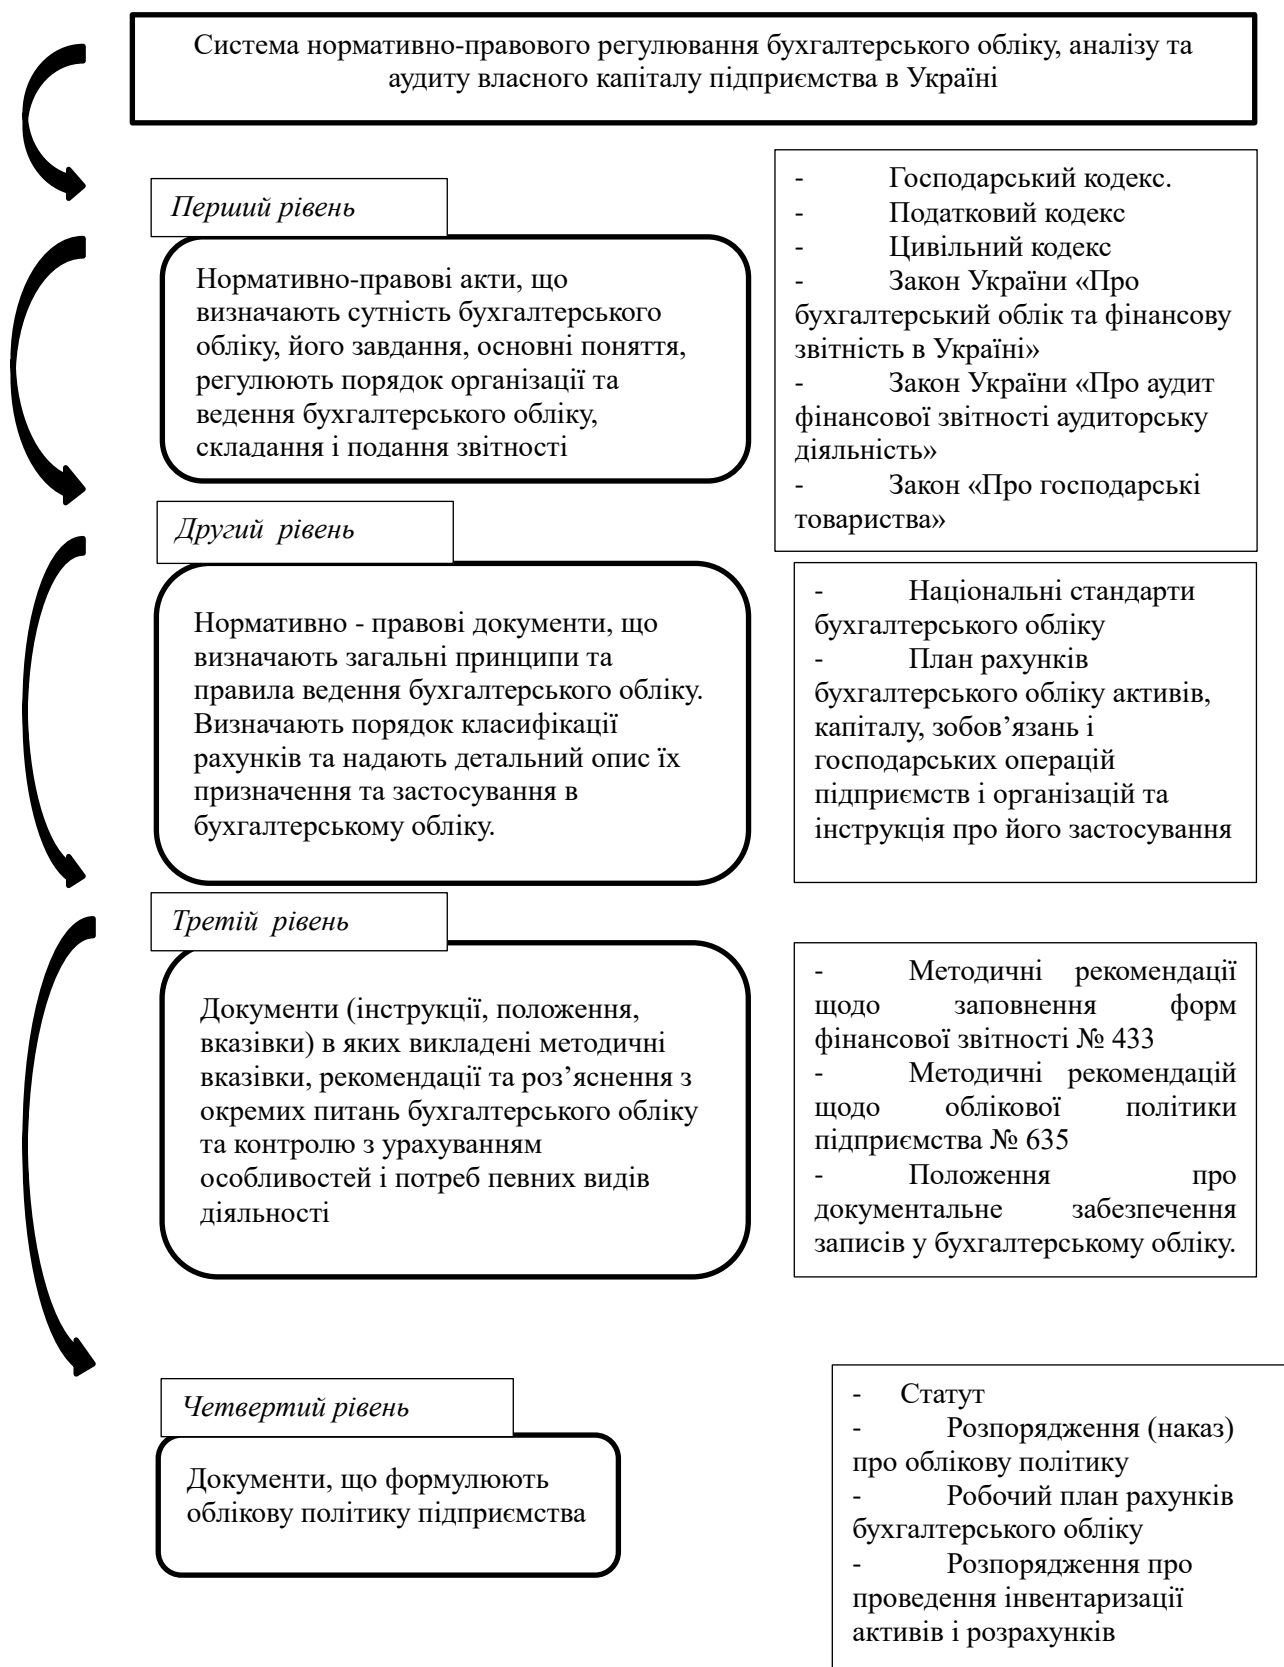 Система нормативно-правового регулювання бухгалтерського обліку, аналізу та
аудиту власного капіталу підприємства в Україні
Перший рівень
Нормативно-правові акти, що
визначають сутність бухгалтерського
обліку, його завдання, основні поняття,
регулюють порядок організації та
ведення бухгалтерського обліку,
складання і подання звітності
- Господарський кодекс.
- Податковий кодекс
- Цивільний кодекс
- Закон України «Про
бухгалтерський облік та фінансову
звітність в Україні»
- Закон України «Про аудит
фінансової звітності аудиторську
діяльність»
- Закон «Про господарські
товариства»
Другий рівень
Нормативно - правові документи, що
визначають загальні принципи та
правила ведення бухгалтерського обліку.
Визначають порядок класифікації
рахунків та надають детальний опис їх
призначення та застосування в
бухгалтерському обліку.
- Національні стандарти
бухгалтерського обліку
- План рахунків
бухгалтерського обліку активів,
капіталу, зобов’язань і
господарських операцій
підприємств і організацій та
інструкція про його застосування
Третій рівень
Документи (інструкції, положення,
вказівки) в яких викладені методичні
вказівки, рекомендації та роз’яснення з
окремих питань бухгалтерського обліку
та контролю з урахуванням
особливостей і потреб певних видів
діяльності
- Методичні рекомендації
щодо заповнення форм
фінансової звітності № 433
- Методичні рекомендацій
щодо облікової політики
підприємства № 635
- Положення про
документальне забезпечення
записів у бухгалтерському обліку.
Четвертий рівень
Документи, що формулюють
облікову політику підприємства
- Статут
- Розпорядження (наказ)
про облікову політику
- Робочий план рахунків
бухгалтерського обліку
- Розпорядження про
проведення інвентаризації
активів і розрахунків